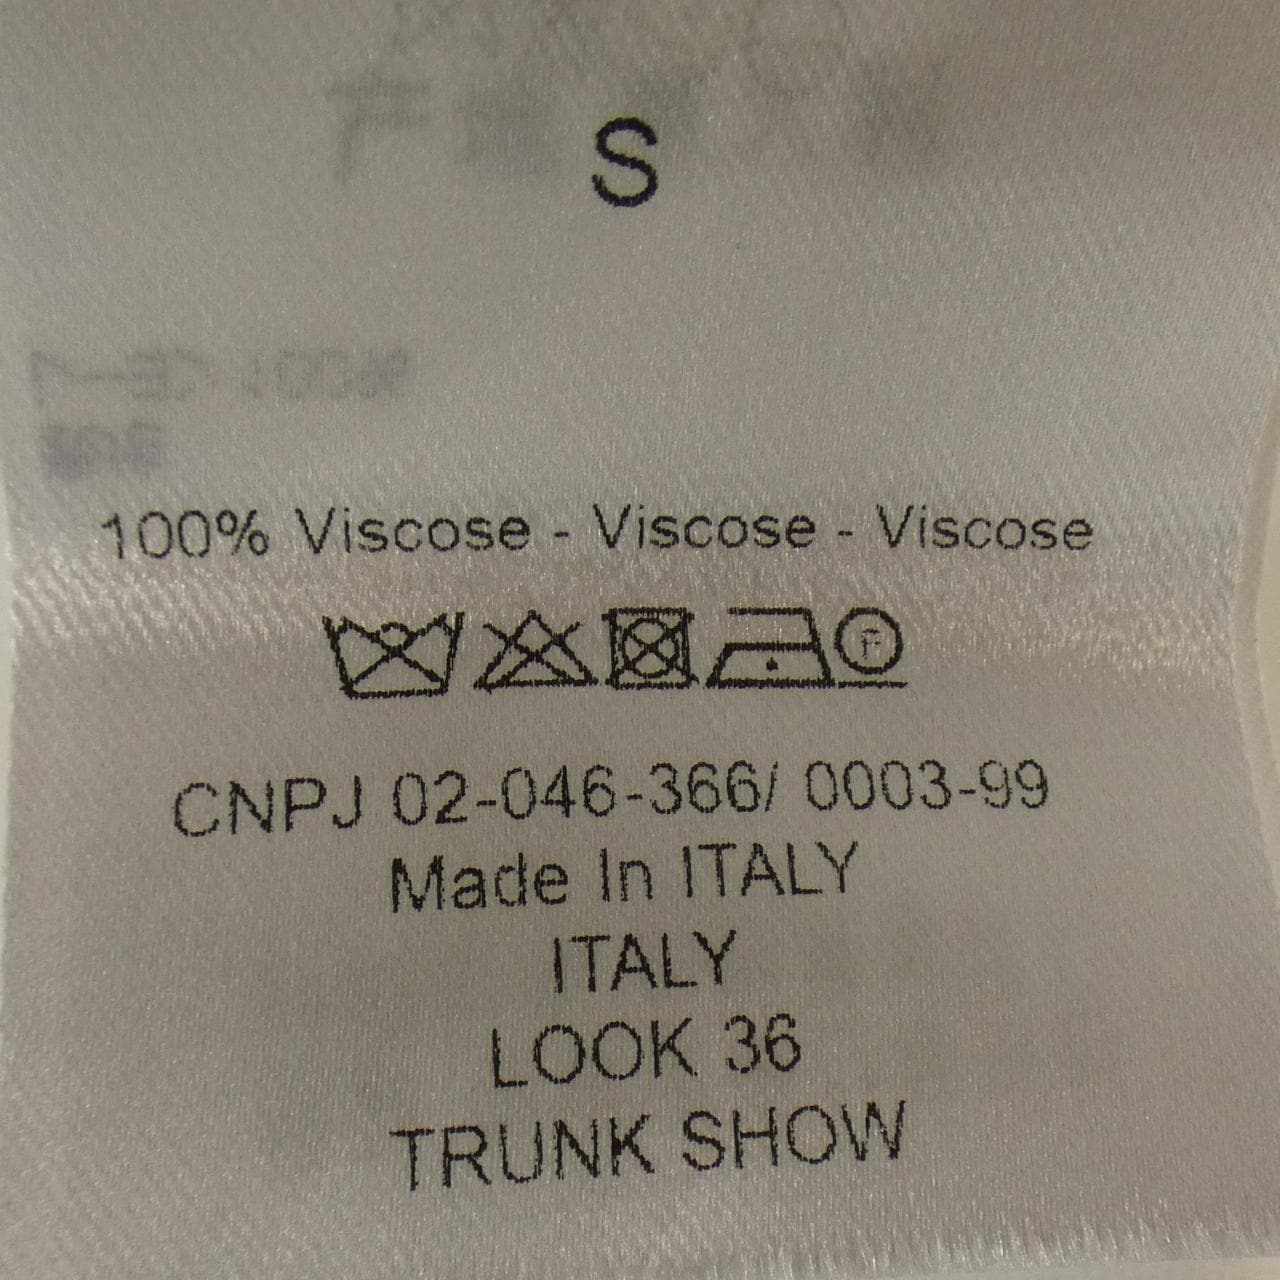 S
100% Viscose - Viscose - Viscose
F
CNPJ 02-046-366/ 0003-99
Made In ITALY
ITALY
LOOK 36
TRUNK SHOW